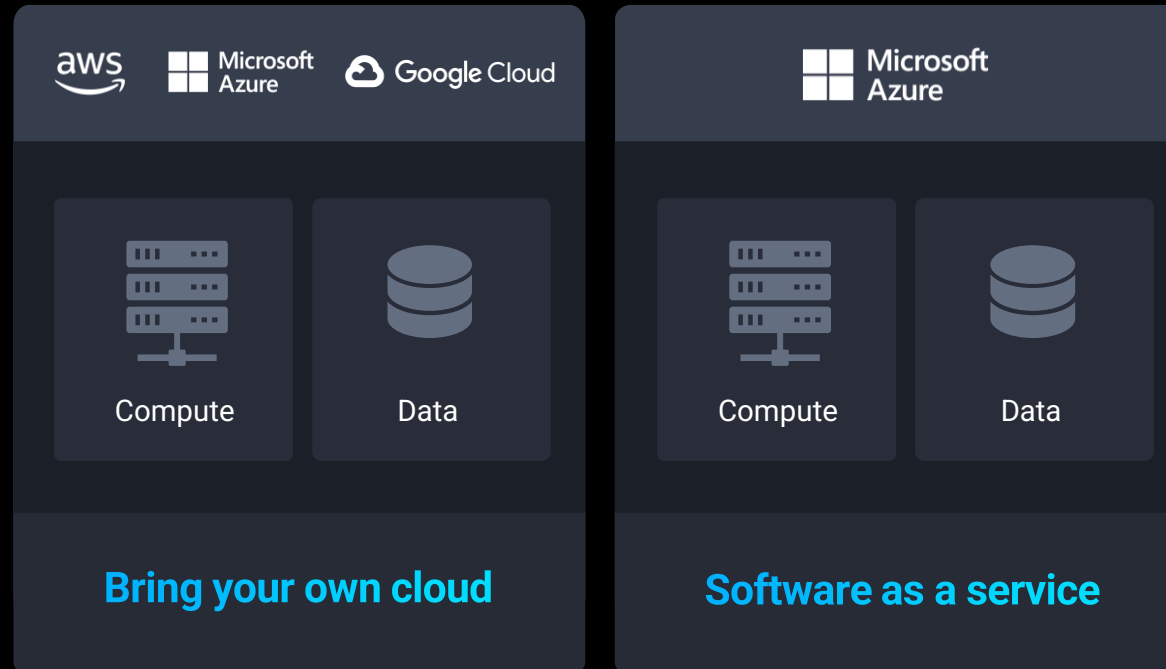 aws
Microsoft
Azure
Google Cloud
Compute
Data
Bring your own cloud
Microsoft
Azure
Compute
Data
Software as a service